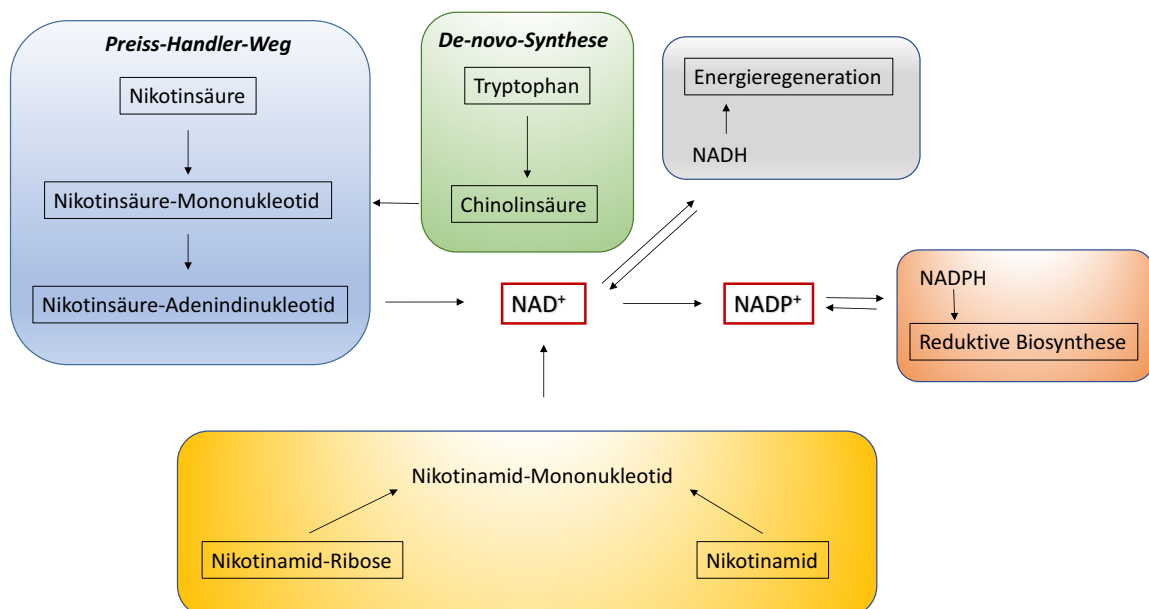 Preiss-Handler-Weg
Nikotinsäure
Nikotinsäure-Mononukleotid
Nikotinsäure-Adenindinukleotid
De-novo-Synthese
Tryptophan
Chinolinsäure
Energieregeneration
NADH
NAD⁺
NADP⁺
NADPH
Reduktive Biosynthese
Nikotinamid-Mononukleotid
Nikotinamid-Ribose
Nikotinamid